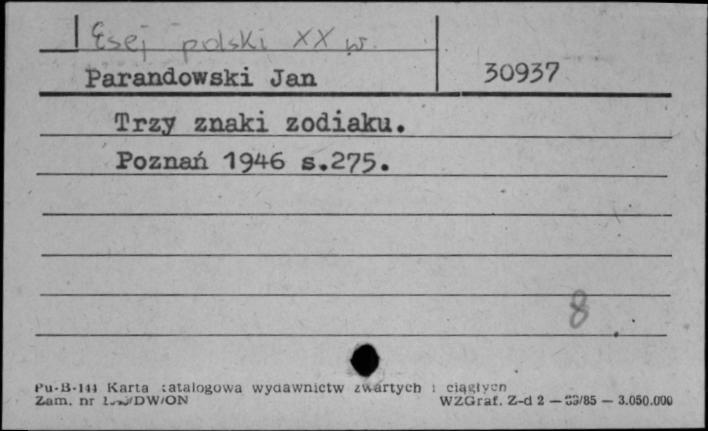 Esej polski XX w.
Parandowski Jan 30937
Trzy znaki zodiaku.
Poznań 1946 s.275.
8
Pu-B-144 Karta katalogowa wydawnictw zwartych i ciągłych
Zam. nr /DW/ON WZGraf. Z-d 2 — /85 — 3.050.000